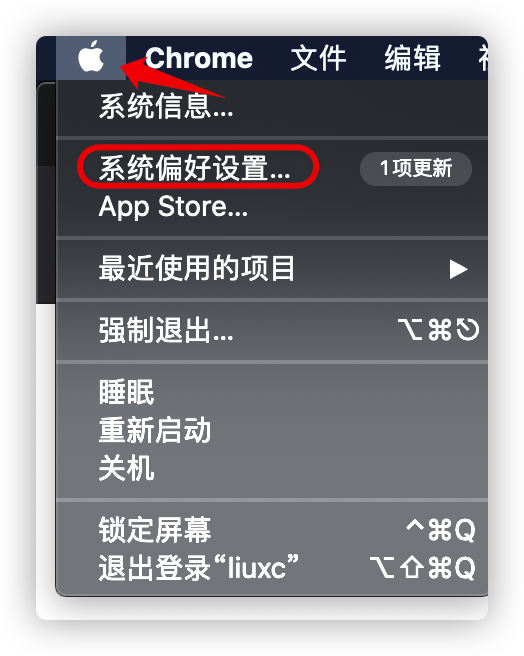 Chrome 文件 编辑
系统信息...
系统偏好设置... 1项更新
App Store...
最近使用的项目 ▶
强制退出... ⌥⌘⎋
睡眠
重新启动
关机
锁定屏幕 ^⌘Q
退出登录“liuxc” ⌥⇧⌘Q